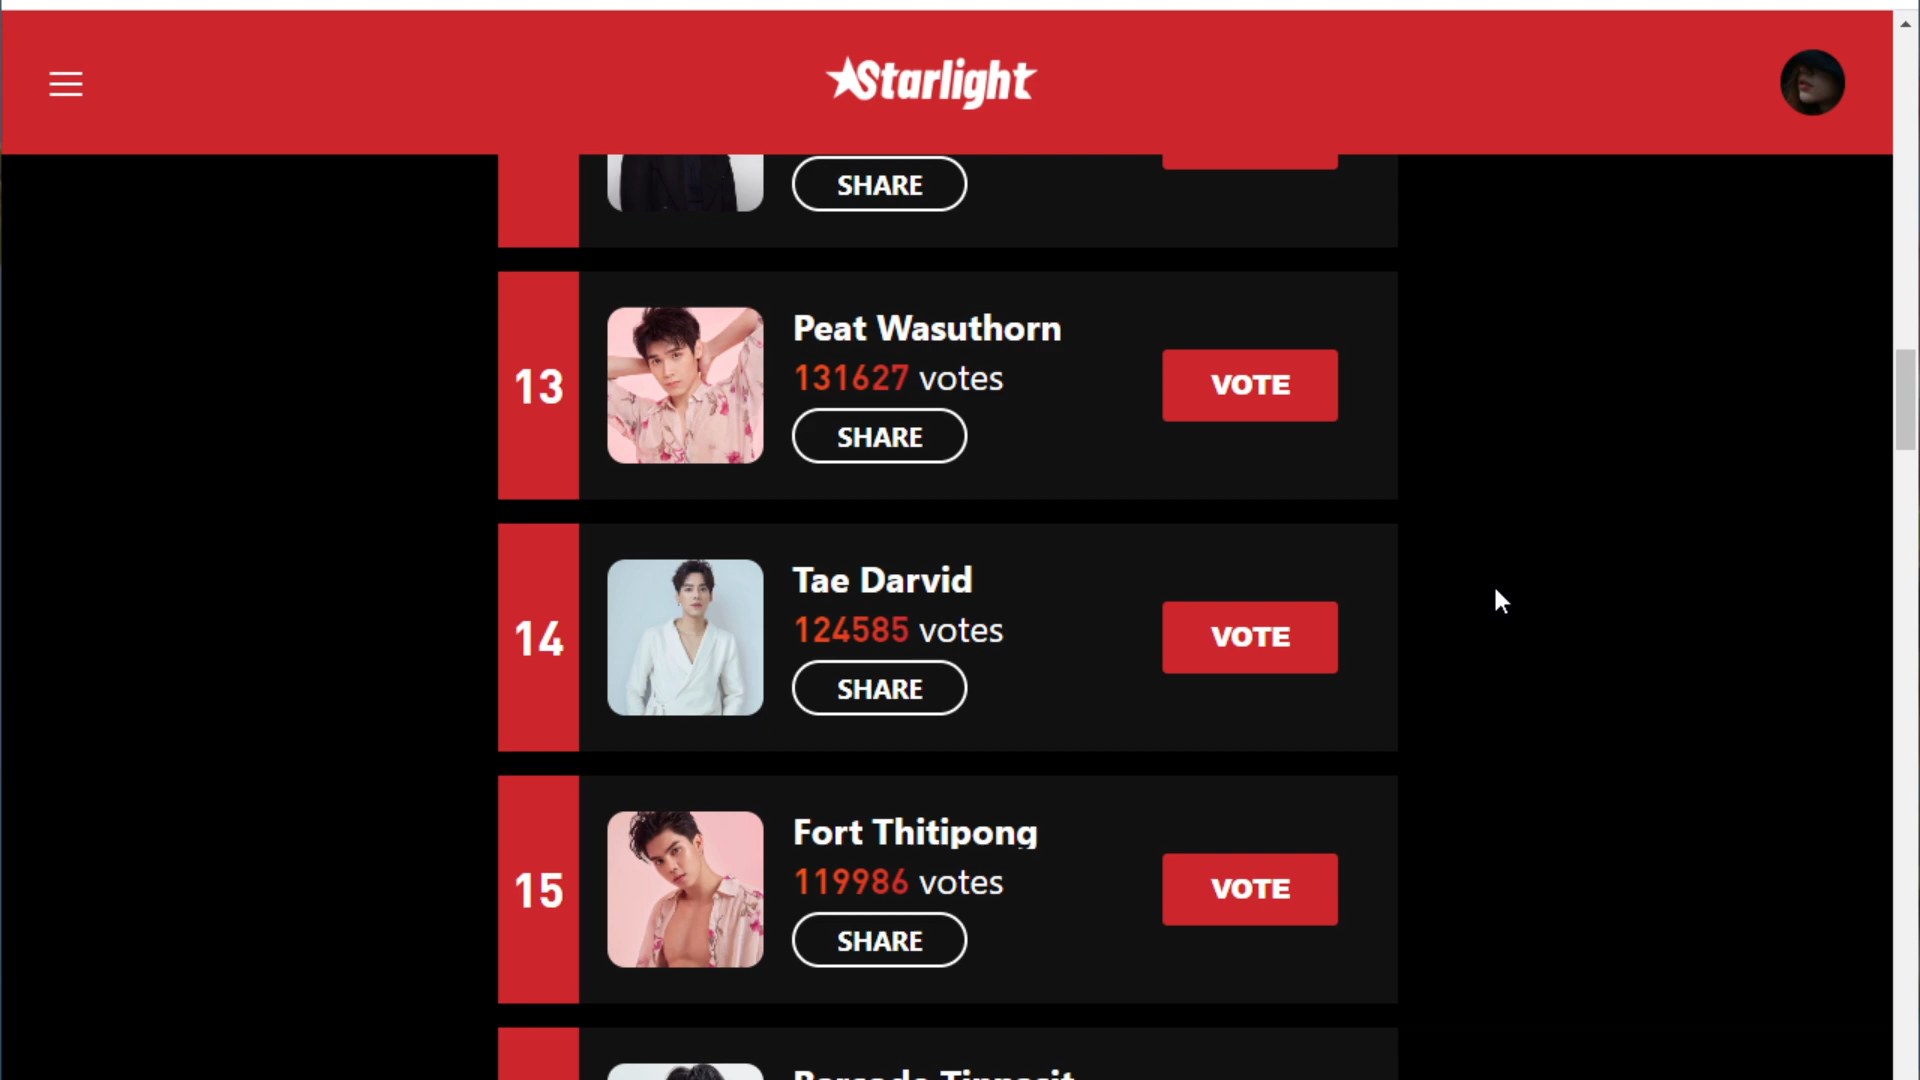 Starlight
SHARE
13
Peat Wasuthorn
131627 votes
SHARE
VOTE
14
Tae Darvid
124585 votes
SHARE
VOTE
15
Fort Thitipong
119986 votes
SHARE
VOTE